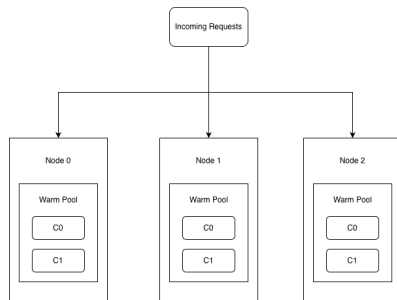 Incoming Requests
Node 0
Node 1
Node 2
Warm Pool
Warm Pool
Warm Pool
C0
C0
C0
C1
C1
C1